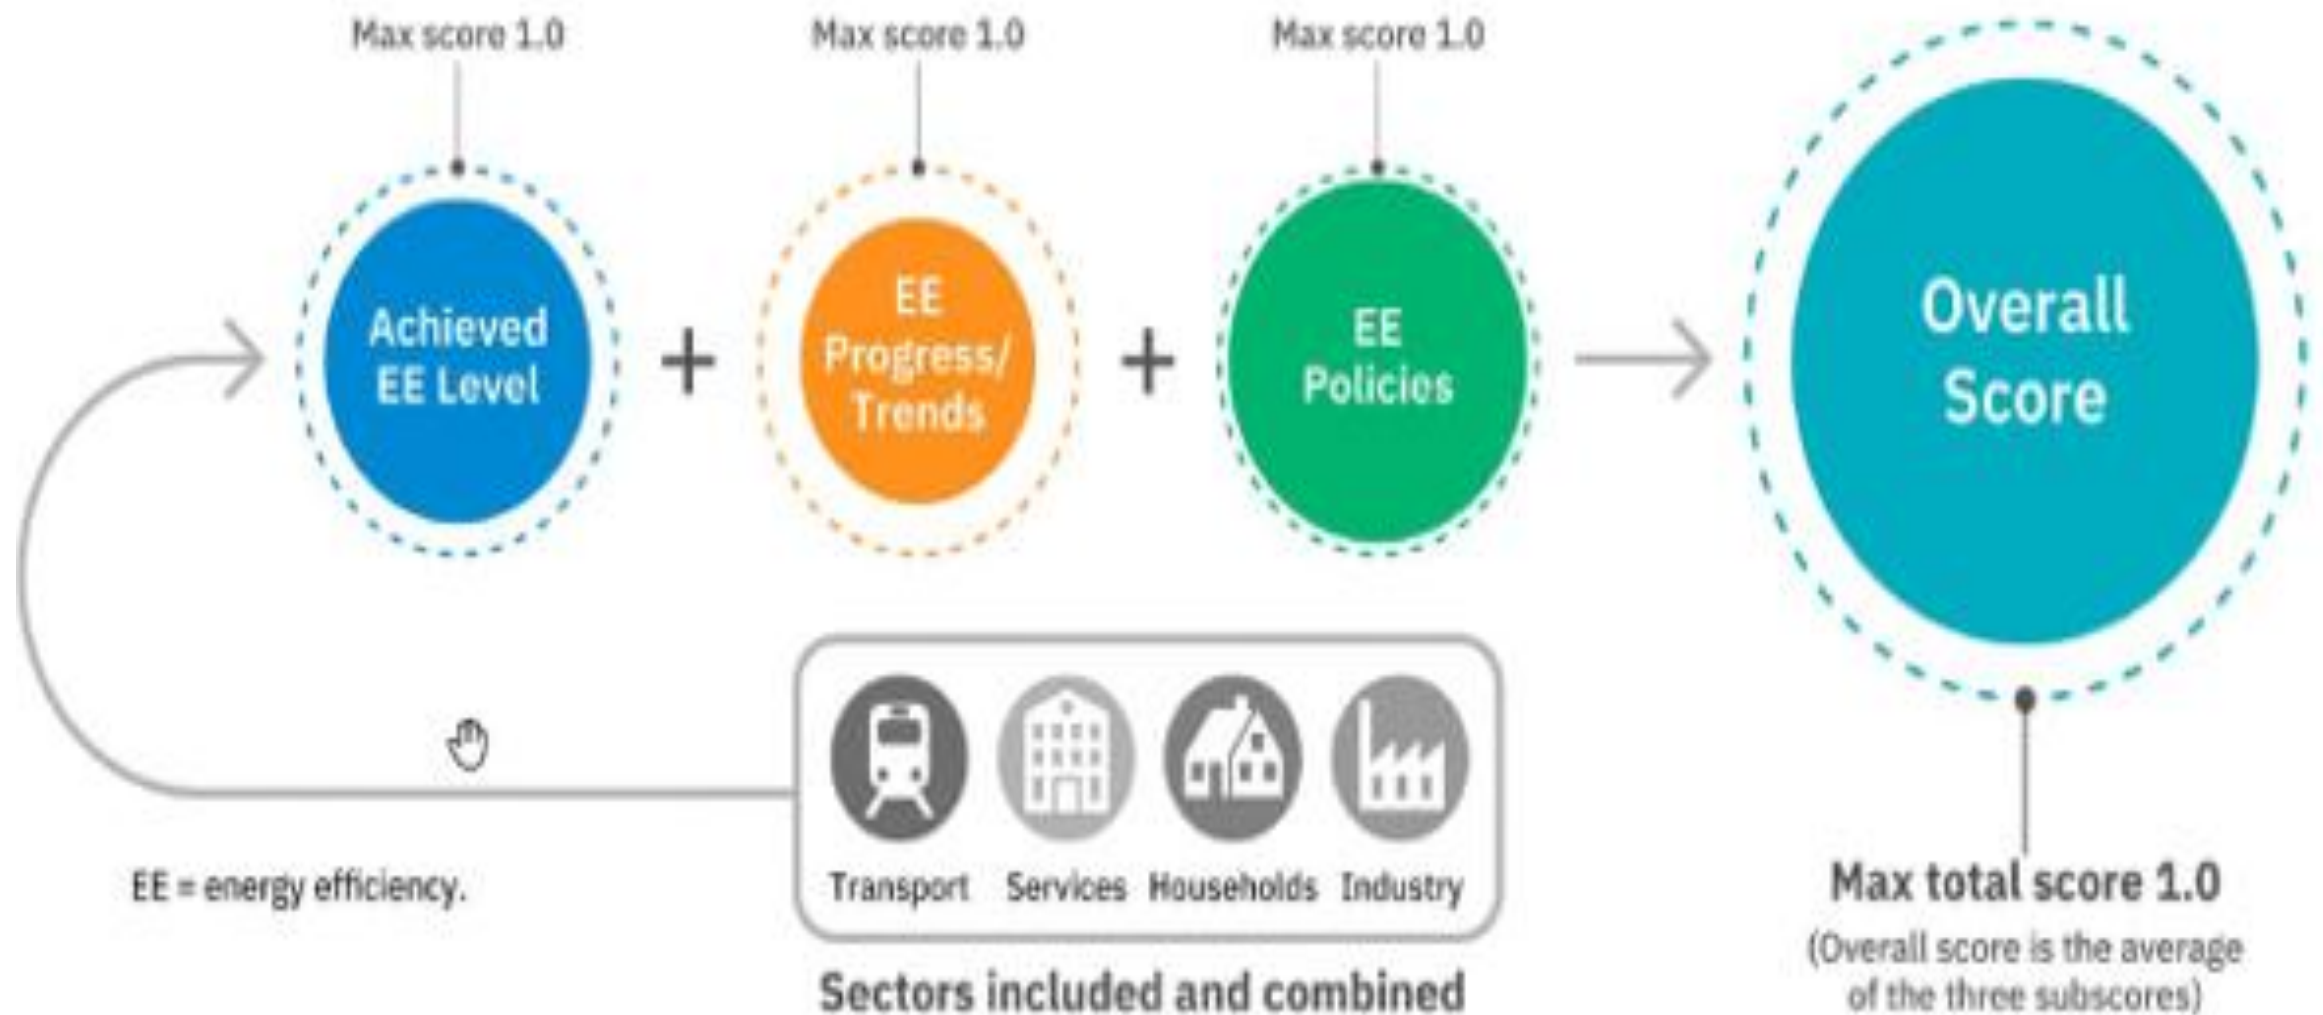 Max score 1.0
Max score 1.0
Max score 1.0
Achieved
EE Level
+
EE
Progress/
Trends
+
EE
Policies
Overall
Score
Transport
Services
Households
Industry
Sectors included and combined
EE = energy efficiency.
Max total score 1.0
(Overall score is the average
of the three subscores)